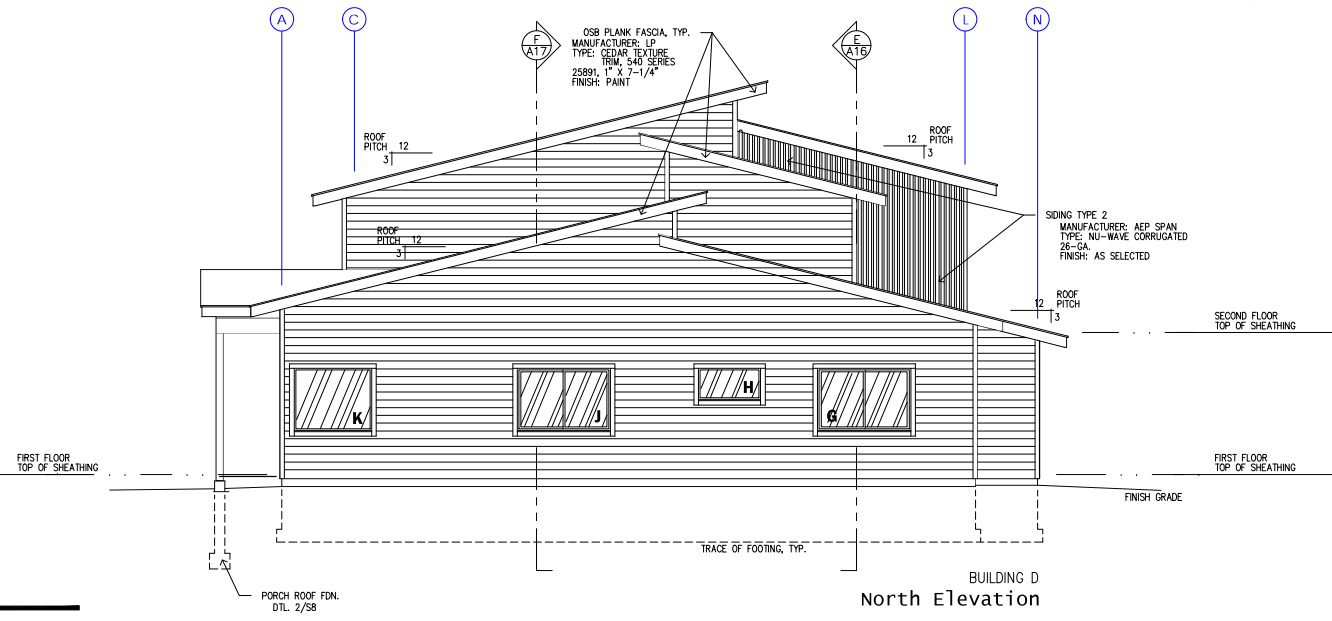 A
C
L
N
F
A17
E
A16
OSB PLANK FASCIA, TYP.
MANUFACTURER: LP
TYPE: CEDAR TEXTURE
TRIM, 540 SERIES
25891, 1" X 7-1/4"
FINISH: PAINT
ROOF
PITCH
12
3
12
ROOF
PITCH
3
ROOF
PITCH
12
3
SIDING TYPE 2
MANUFACTURER: AEP SPAN
TYPE: NU-WAVE CORRUGATED
26-GA.
FINISH: AS SELECTED
12
ROOF
PITCH
3
SECOND FLOOR
TOP OF SHEATHING
K
J
H
G
FIRST FLOOR
TOP OF SHEATHING
FIRST FLOOR
TOP OF SHEATHING
FINISH GRADE
TRACE OF FOOTING, TYP.
PORCH ROOF FDN.
DTL. 2/S8
BUILDING D
North Elevation